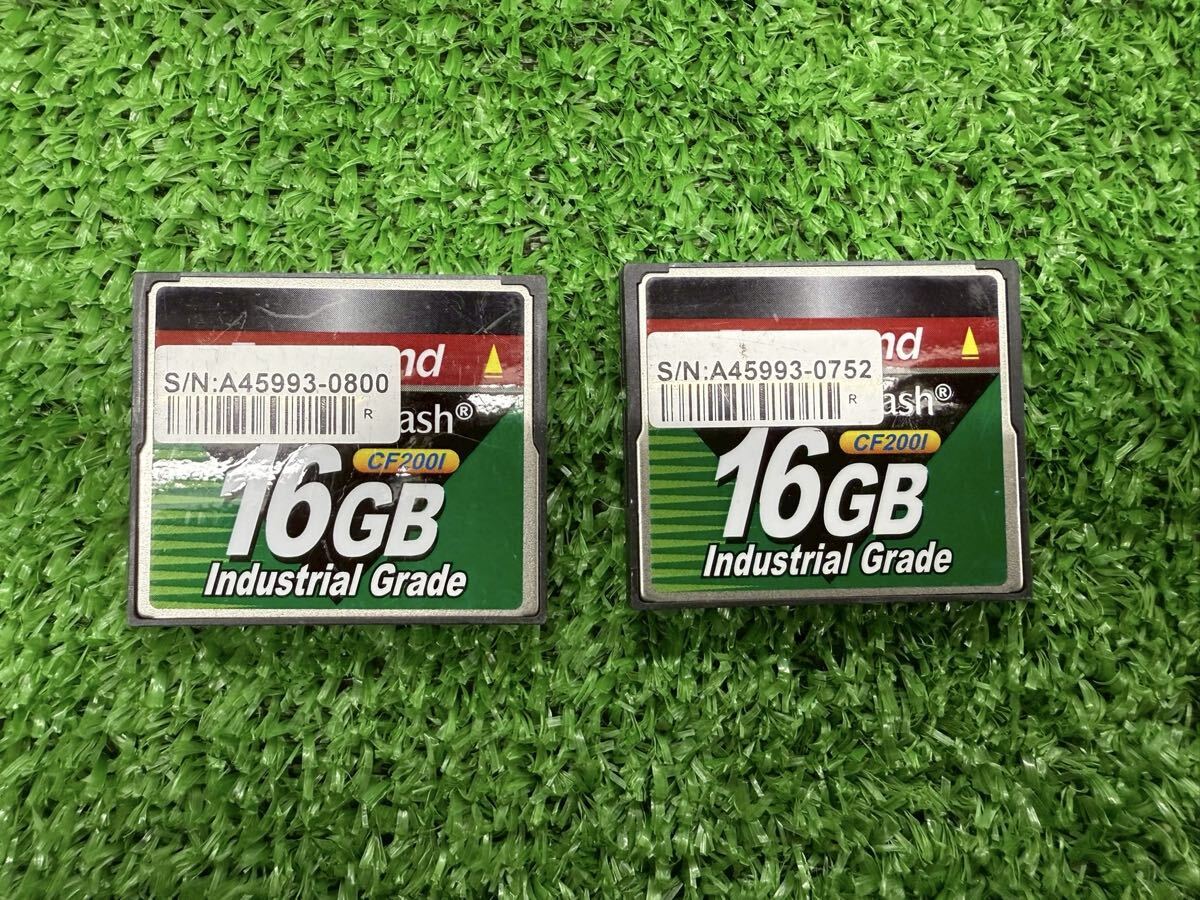 nd
S/N:A45993-0800
R
ash®
CF200I
16GB
Industrial Grade
nd
S/N:A45993-0752
R
ash®
CF200I
16GB
Industrial Grade